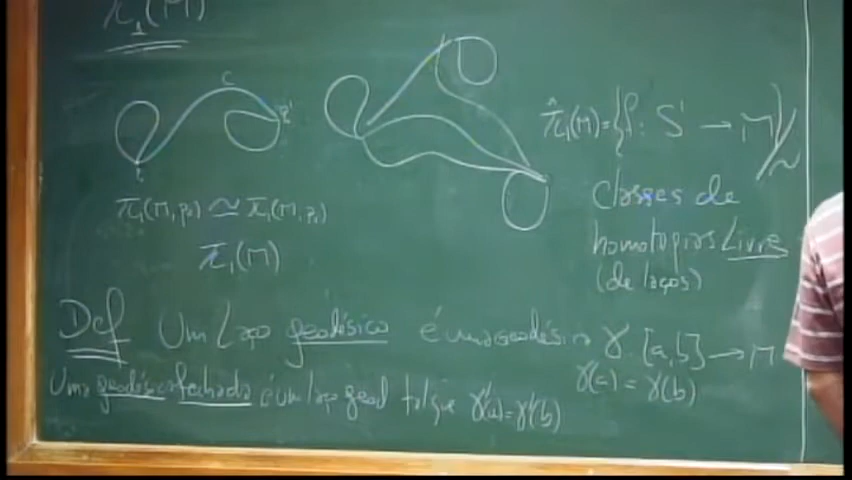 π₁(M)
c
π₁(M,p₀) ≃ π₁(M,p₁)
π₁(M)
π̂₁(M) = {f: S¹ → M}/~
Classes de
homotopias Livre
(de laços)
Def Um Laço geodésico é uma geodésica γ: [a,b] → M
γ(a) = γ(b)
Uma geodésica fechada é um laço geod tal que γ'(a) = γ'(b)